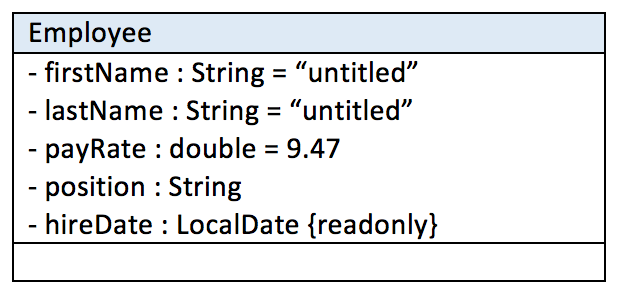 Employee
- firstName : String = “untitled”
- lastName : String = “untitled”
- payRate : double = 9.47
- position : String
- hireDate : LocalDate {readonly}